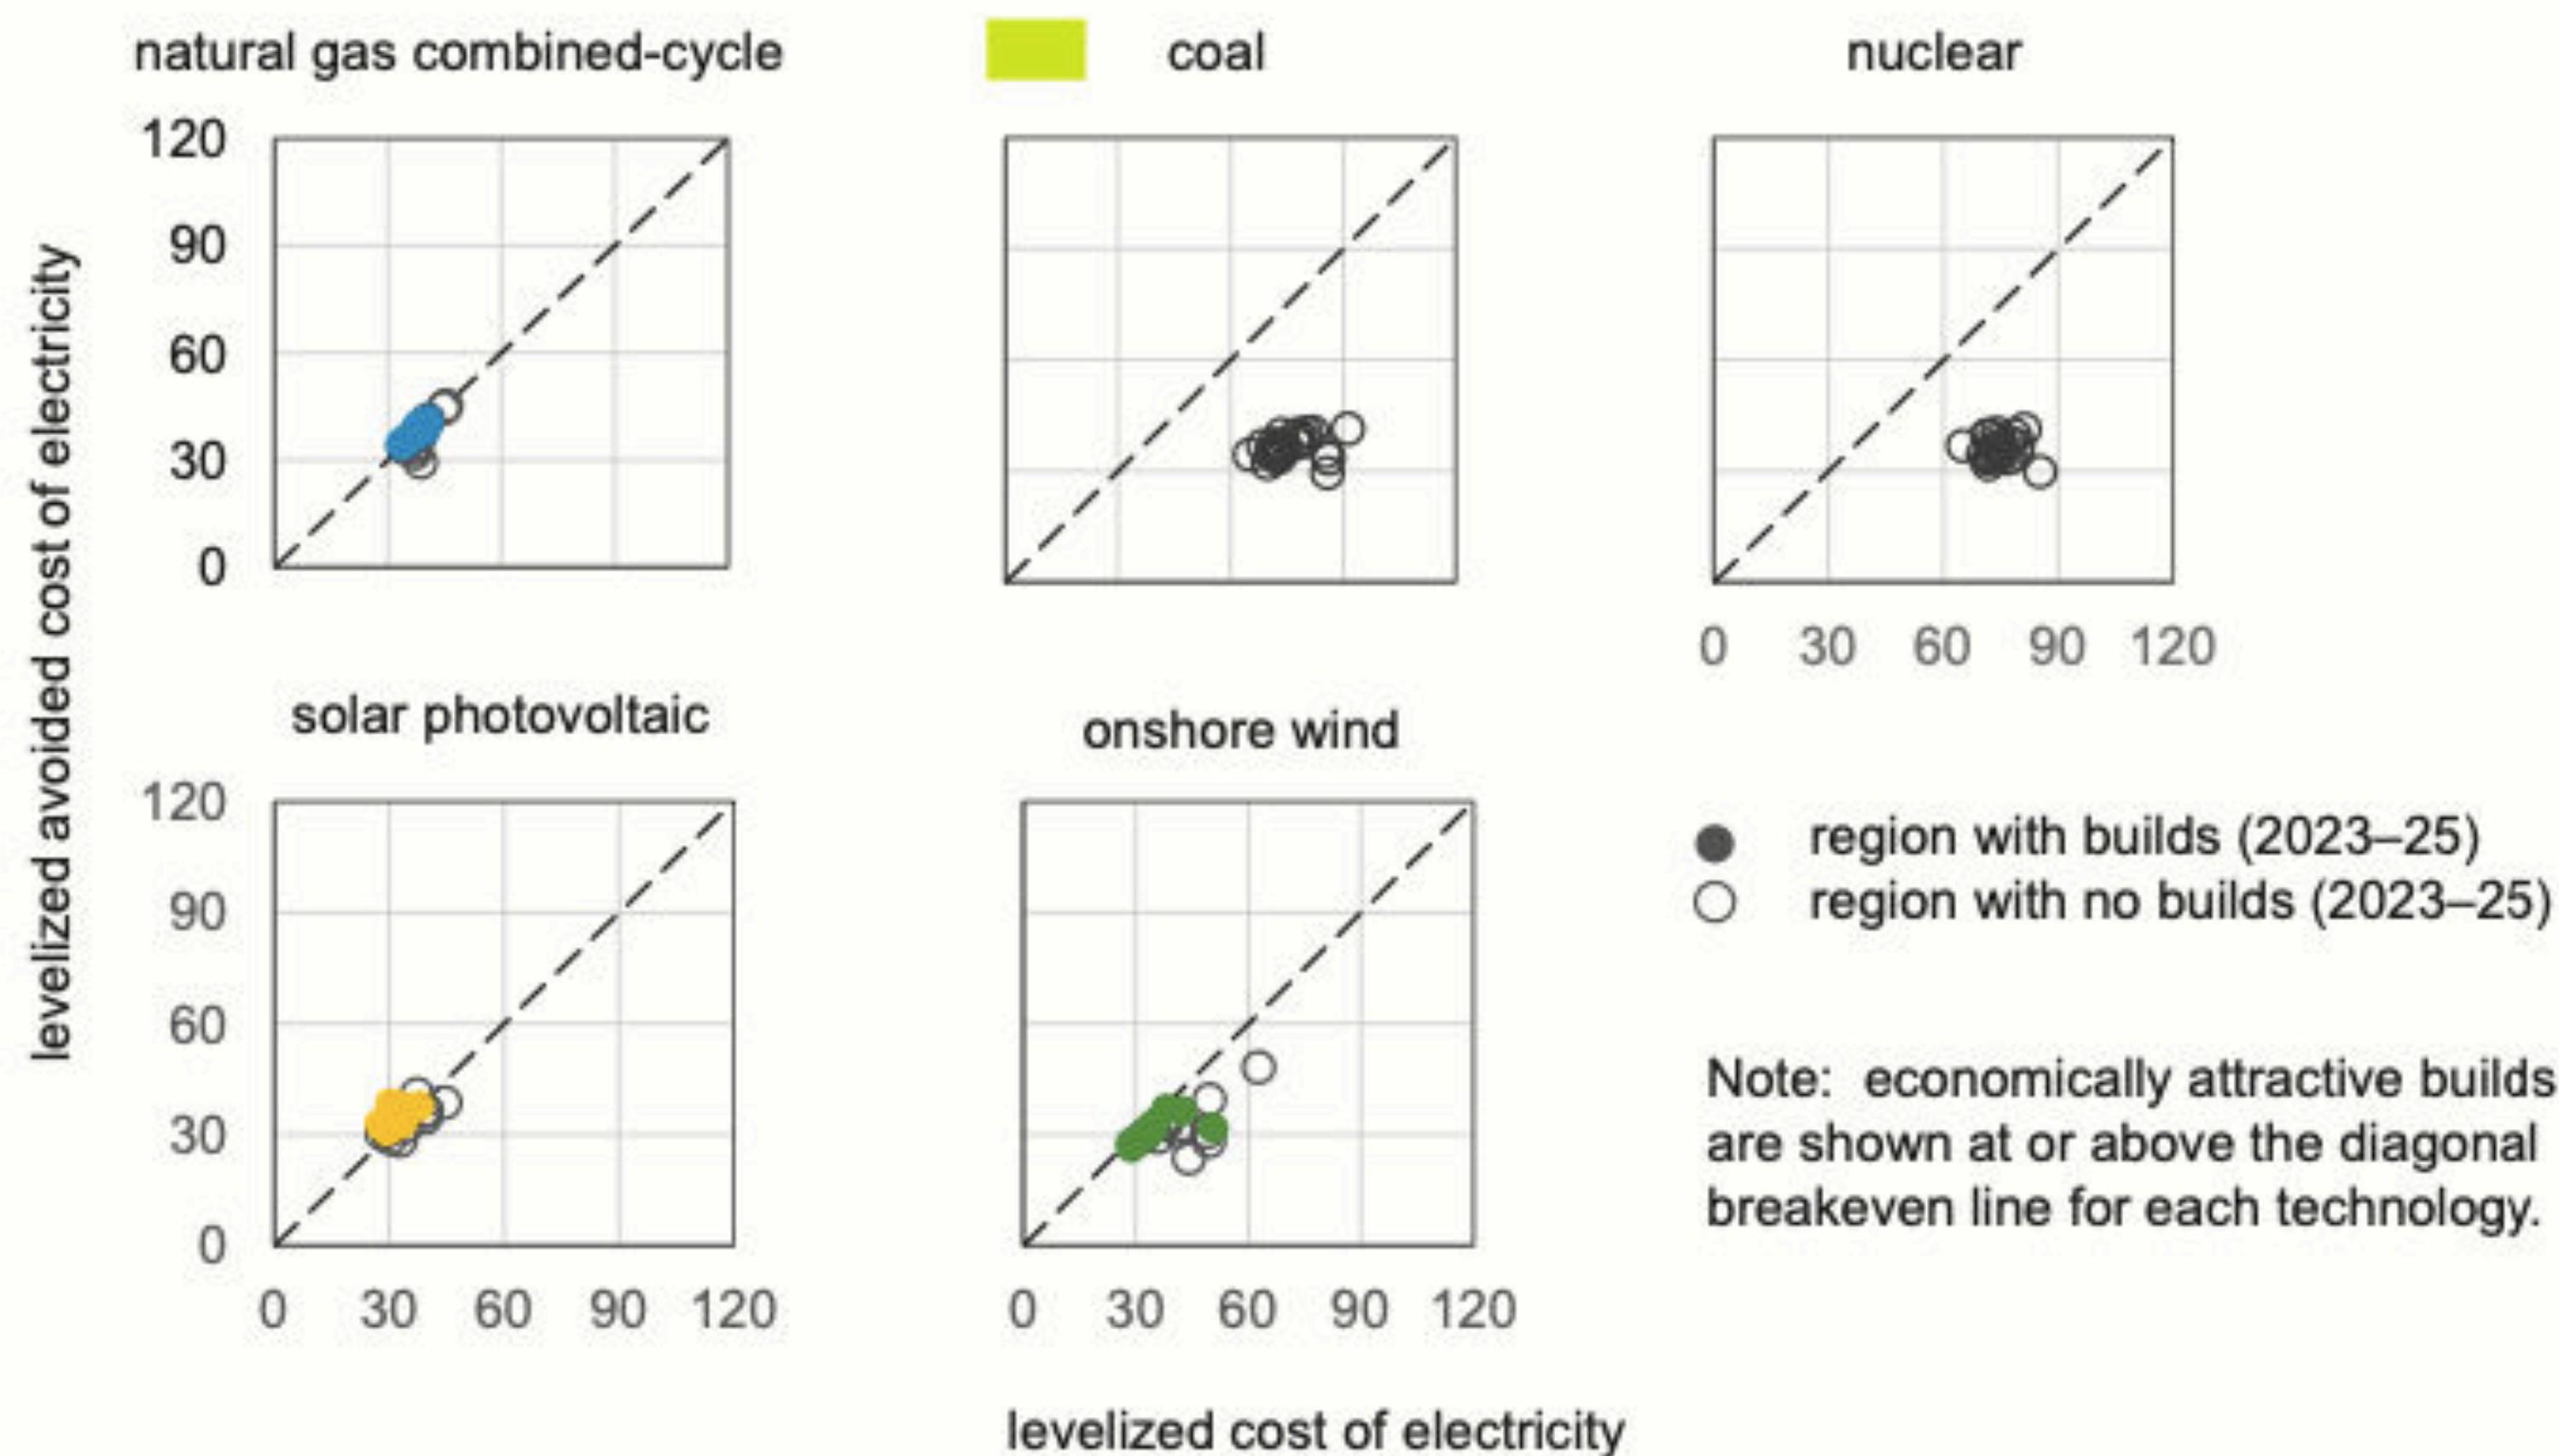 natural gas combined-cycle
coal
nuclear
levelized avoided cost of electricity
120
90
60
30
0
0 30 60 90 120
solar photovoltaic
onshore wind
120
90
60
30
0
0 30 60 90 120
0 30 60 90 120
region with builds (2023–25)
region with no builds (2023–25)
Note: economically attractive builds
are shown at or above the diagonal
breakeven line for each technology.
levelized cost of electricity